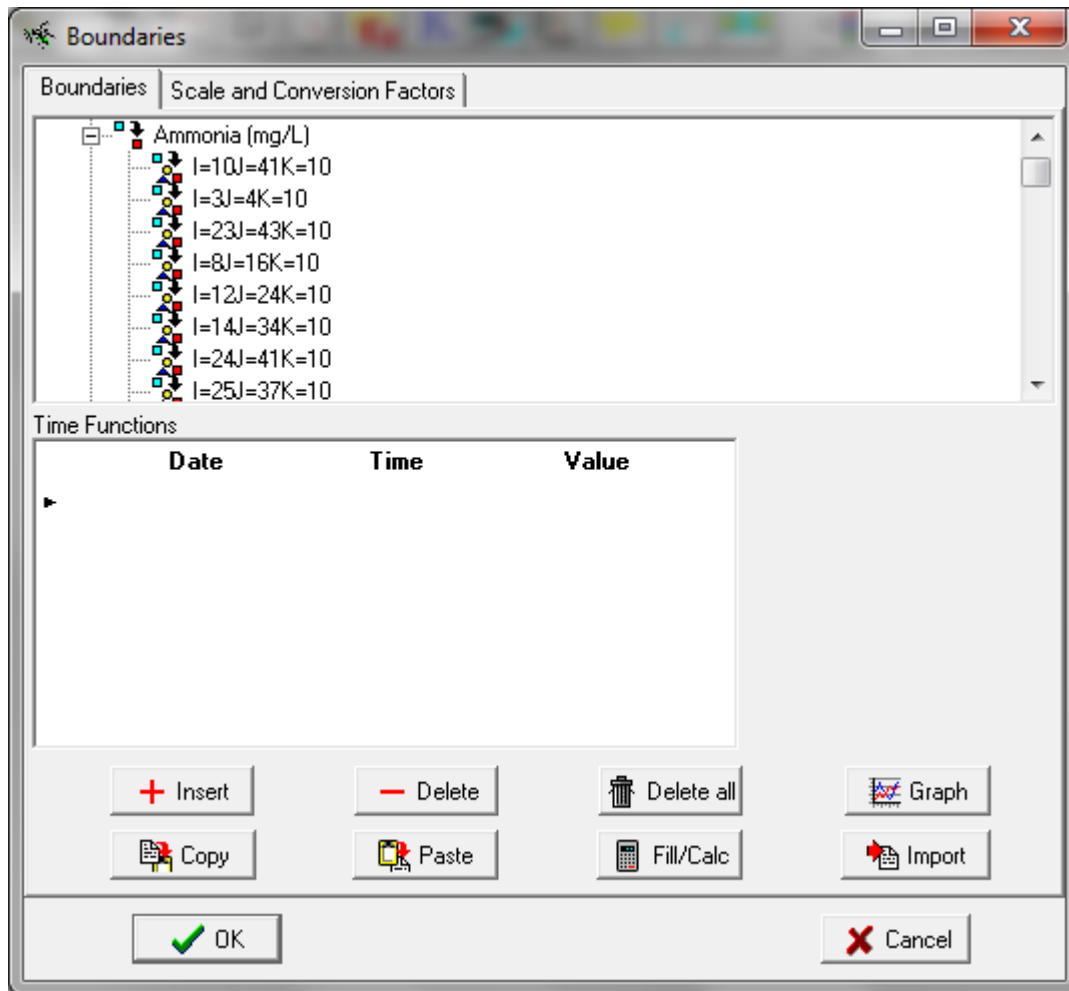 Boundaries
Boundaries Scale and Conversion Factors
Ammonia (mg/L)
I=10J=41K=10
I=3J=4K=10
I=23J=43K=10
I=8J=16K=10
I=12J=24K=10
I=14J=34K=10
I=24J=41K=10
I=25J=37K=10
Time Functions
Date Time Value
Insert Delete Delete all Graph
Copy Paste Fill/Calc Import
OK Cancel